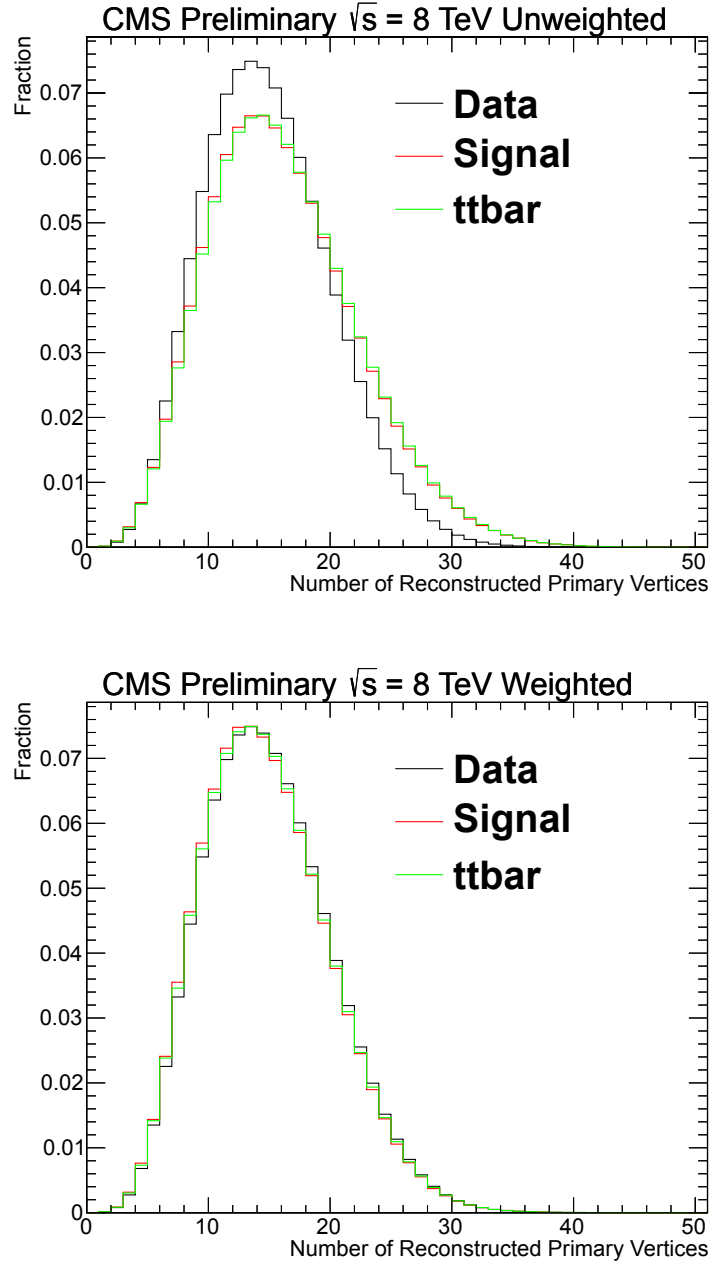 CMS Preliminary √s = 8 TeV Unweighted
Fraction
0.07
0.06
0.05
0.04
0.03
0.02
0.01
0
Data
Signal
ttbar
0 10 20 30 40 50
Number of Reconstructed Primary Vertices
CMS Preliminary √s = 8 TeV Weighted
Fraction
0.07
0.06
0.05
0.04
0.03
0.02
0.01
0
Data
Signal
ttbar
0 10 20 30 40 50
Number of Reconstructed Primary Vertices